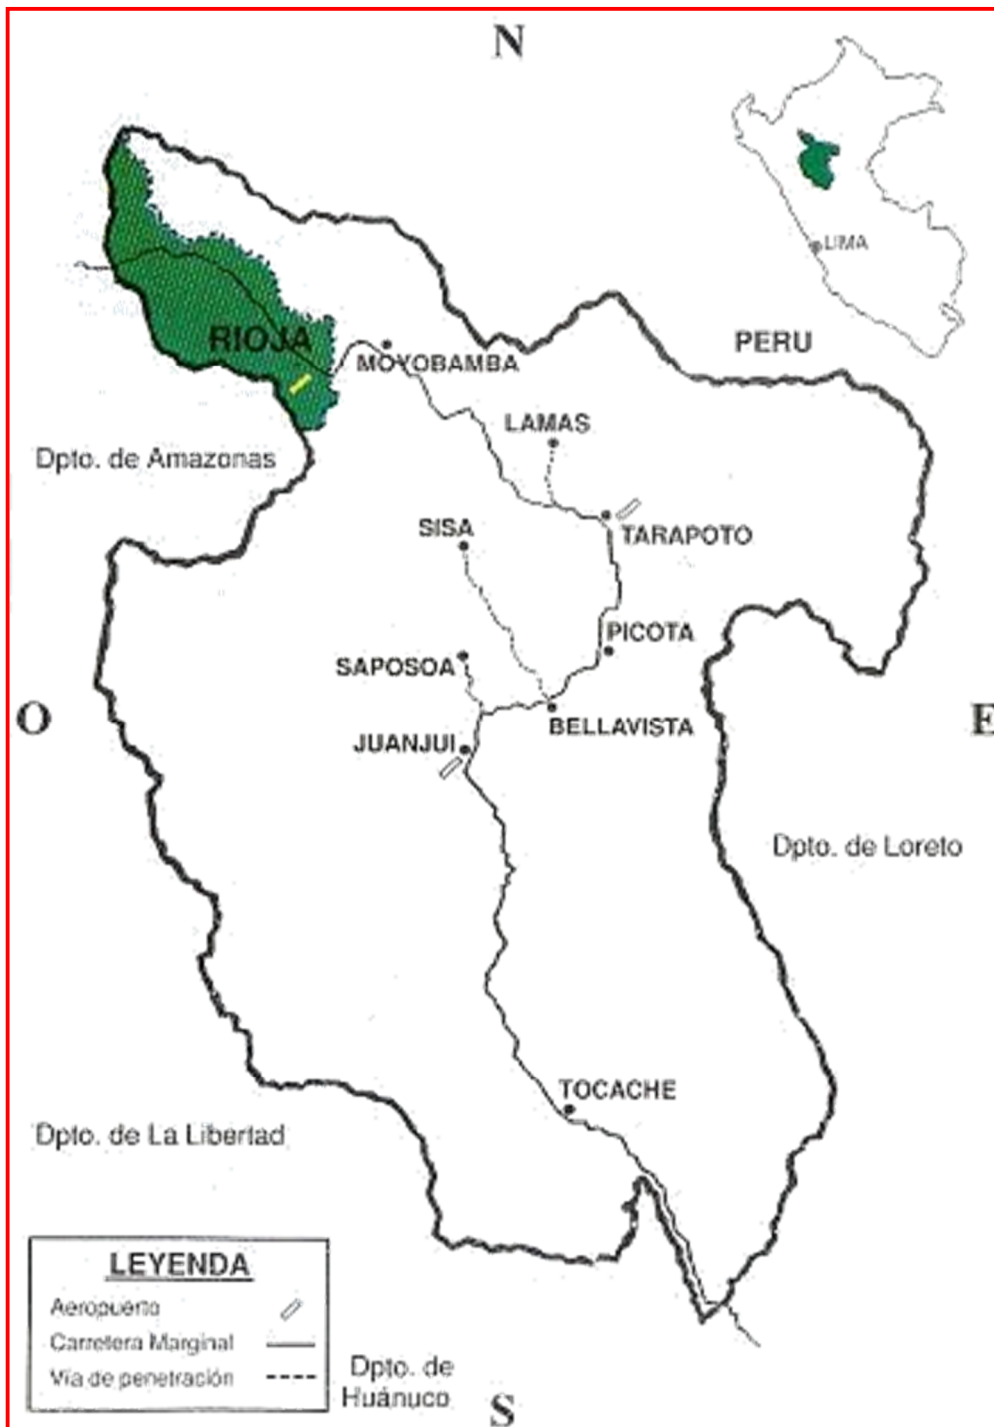 N
LIMA
RIOJA
PERU
MOYOBAMBA
LAMAS
Dpto. de Amazonas
SISA
TARAPOTO
PICOTA
SAPOSOA
O
E
BELLAVISTA
JUANJUI
Dpto. de Loreto
TOCACHE
Dpto. de La Libertad
LEYENDA
Aeropuerto
Carretera Marginal
Vía de penetración
Dpto. de
Huánuco
S